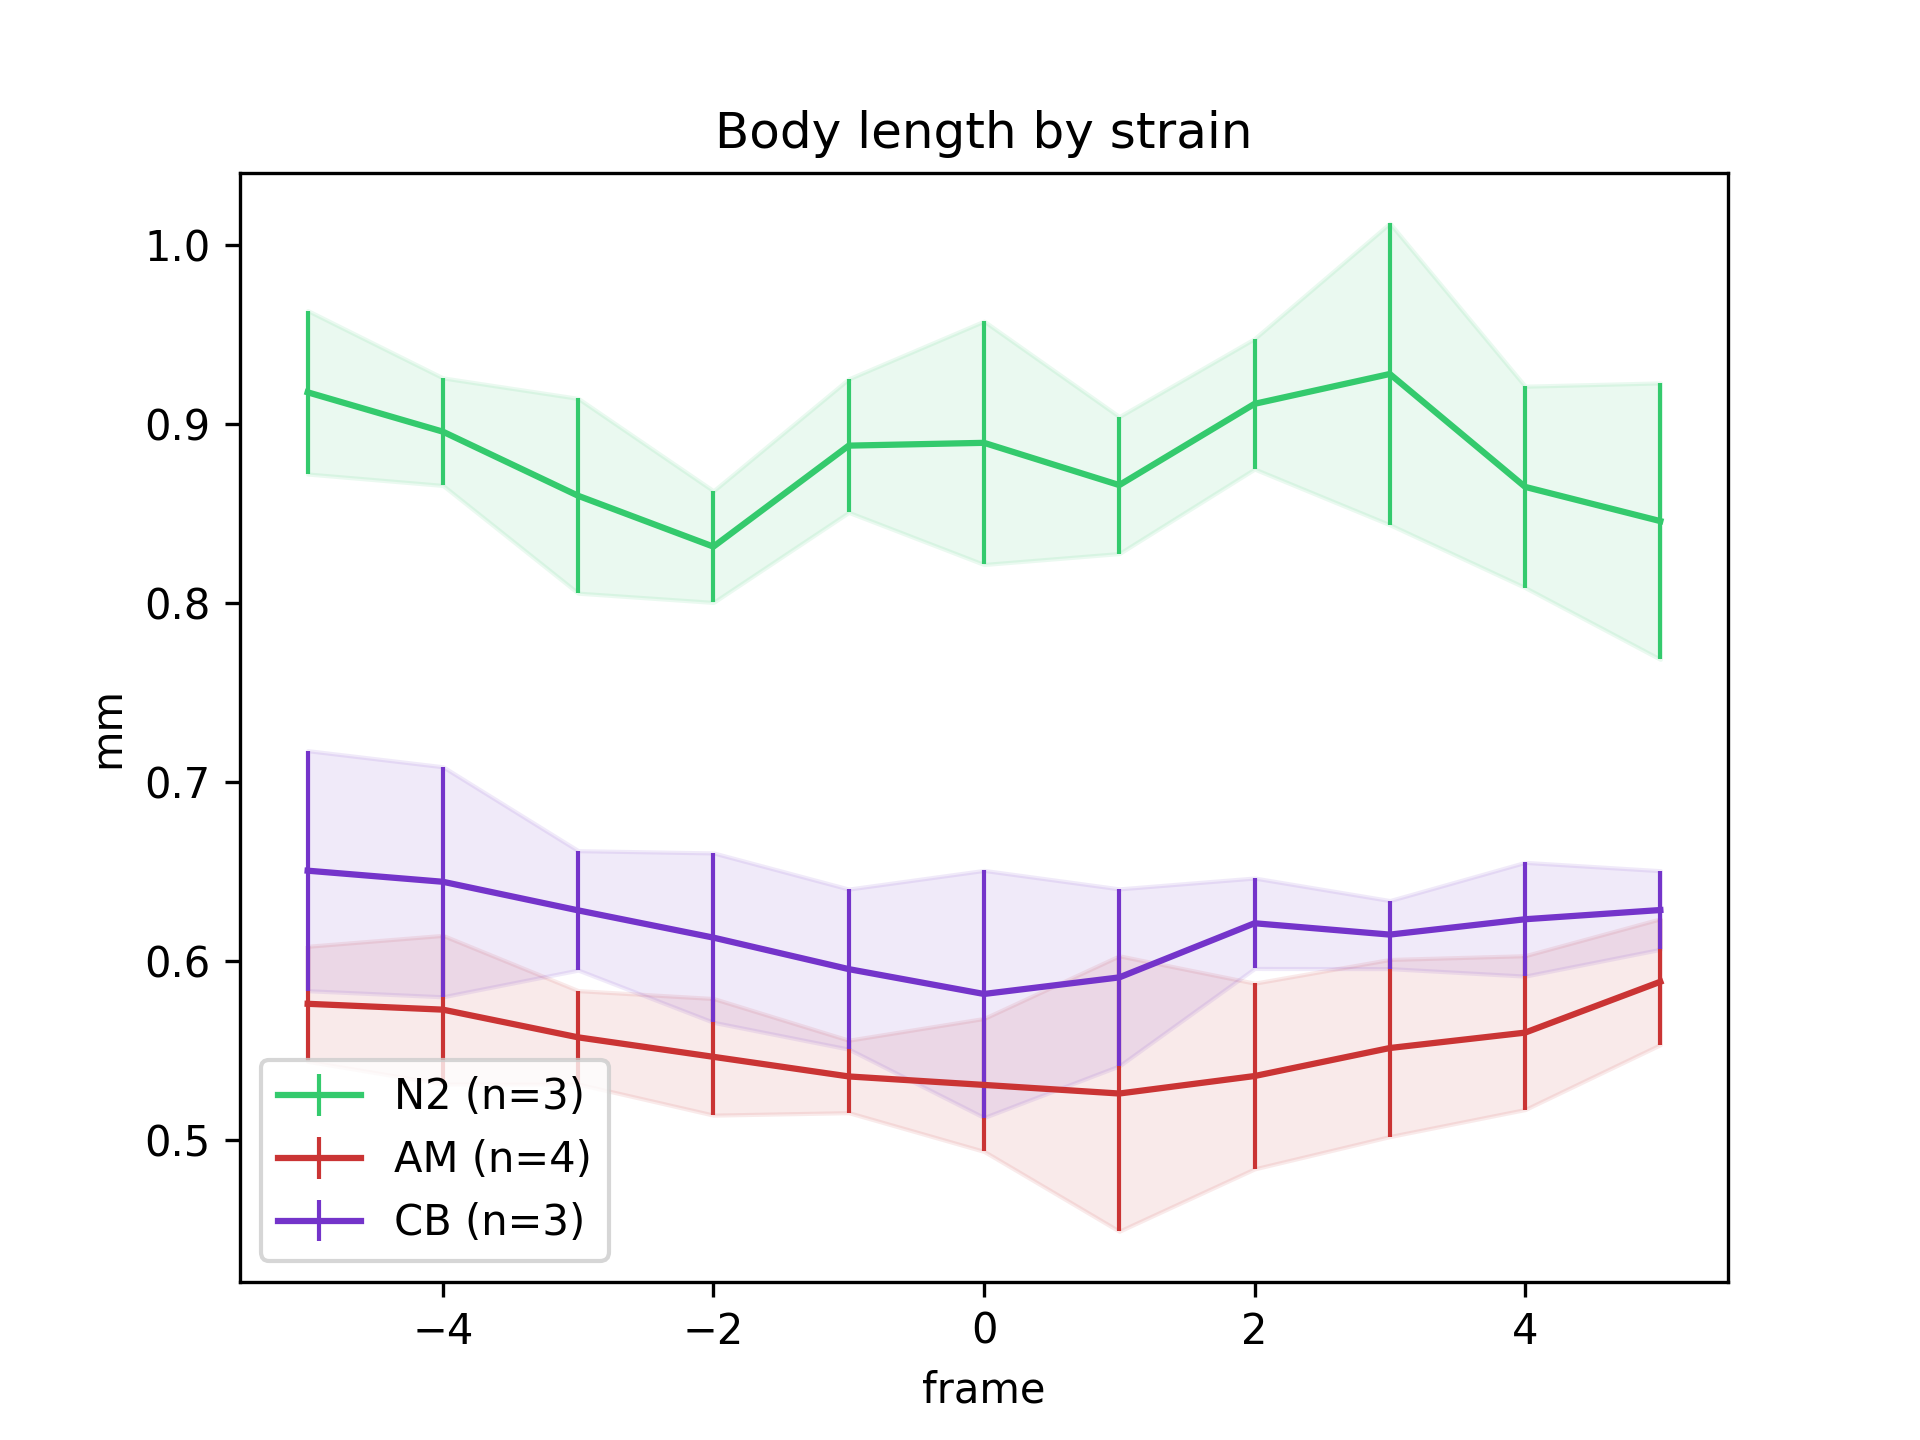 Body length by strain
1.0
0.9
0.8
0.7
0.6
0.5
mm
N2 (n=3)
AM (n=4)
CB (n=3)
−4
−2
0
2
4
frame